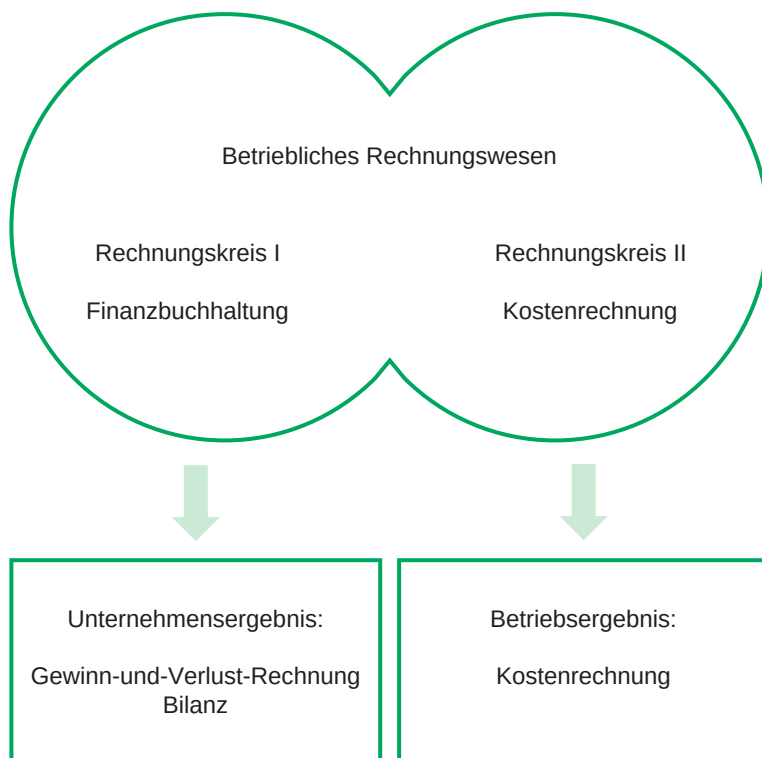 Betriebliches Rechnungswesen
Rechnungskreis I
Finanzbuchhaltung
Rechnungskreis II
Kostenrechnung
Unternehmensergebnis:
Gewinn-und-Verlust-Rechnung
Bilanz
Betriebsergebnis:
Kostenrechnung